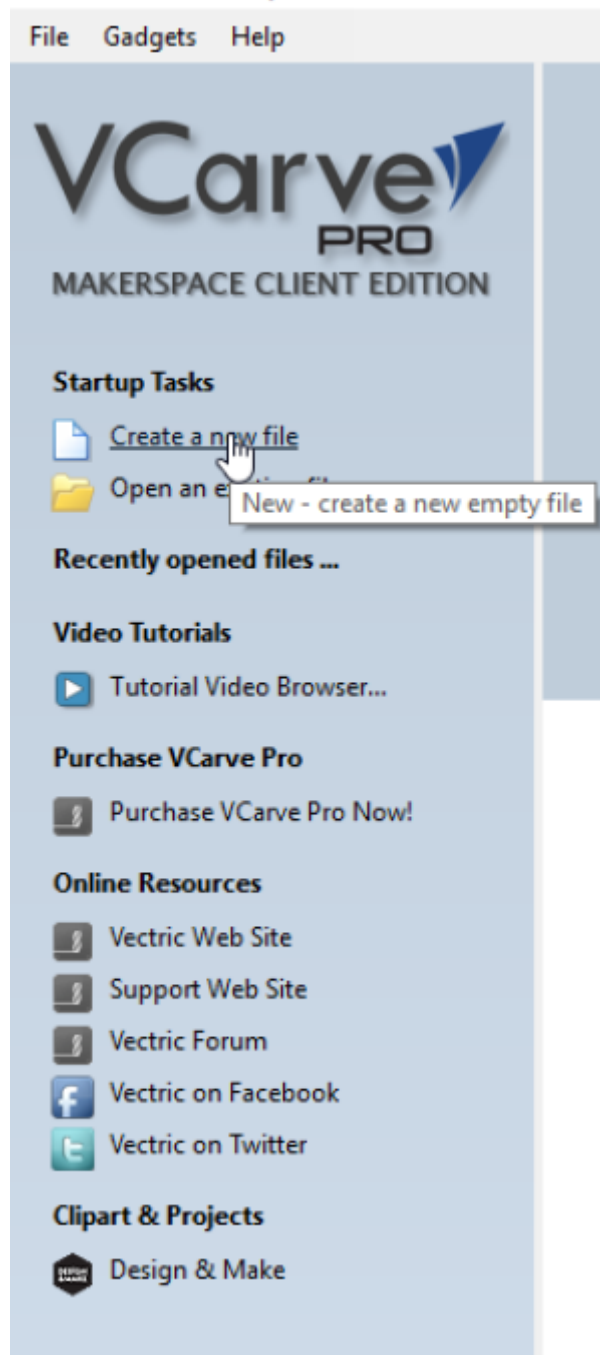 File Gadgets Help
VCarve
PRO
MAKERSPACE CLIENT EDITION
Startup Tasks
Create a new file
Open an
New - create a new empty file
Recently opened files ...
Video Tutorials
Tutorial Video Browser...
Purchase VCarve Pro
Purchase VCarve Pro Now!
Online Resources
Vectric Web Site
Support Web Site
Vectric Forum
Vectric on Facebook
Vectric on Twitter
Clipart & Projects
Design & Make